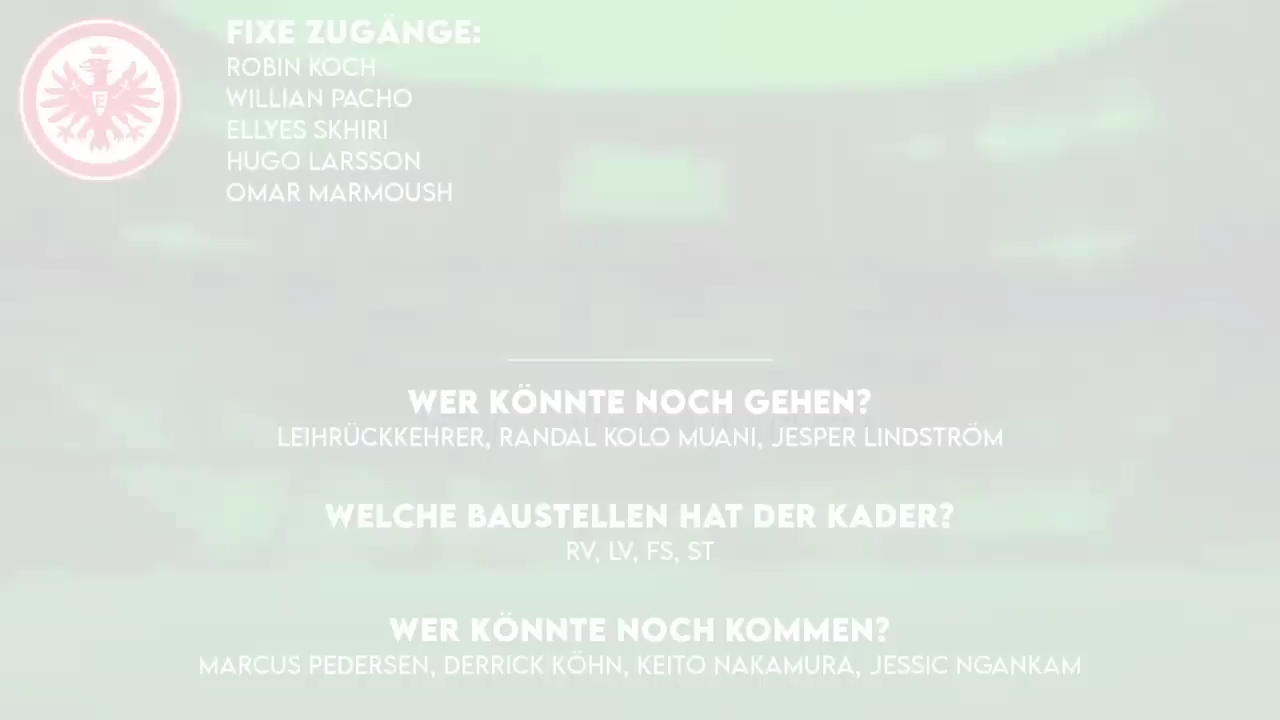 FIXE ZUGÄNGE:
ROBIN KOCH
WILLIAN PACHO
ELLYES SKHIRI
HUGO LARSSON
OMAR MARMOUSH
WER KÖNNTE NOCH GEHEN?
LEIHRÜCKKEHRER, RANDAL KOLO MUANI, JESPER LINDSTRÖM
WELCHE BAUSTELLEN HAT DER KADER?
RV, LV, FS, ST
WER KÖNNTE NOCH KOMMEN?
MARCUS PEDERSEN, DERRICK KÖHN, KEITO NAKAMURA, JESSIC NGANKAM